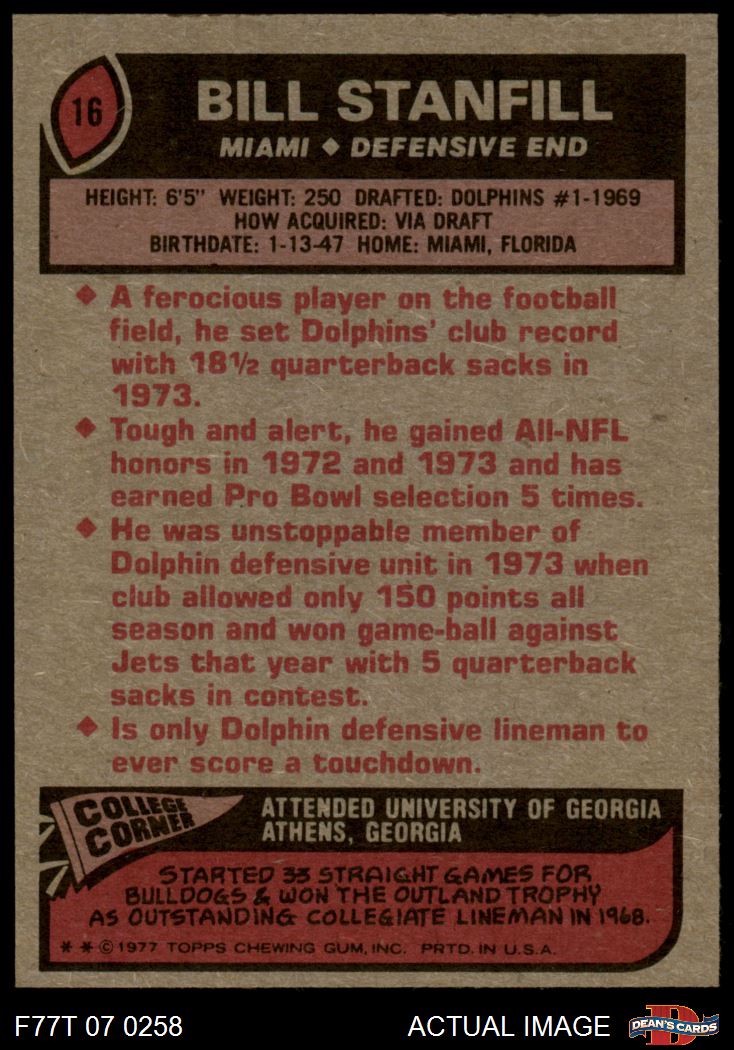 16
BILL STANFILL
MIAMI ◆ DEFENSIVE END
HEIGHT: 6'5" WEIGHT: 250 DRAFTED: DOLPHINS #1-1969
HOW ACQUIRED: VIA DRAFT
BIRTHDATE: 1-13-47 HOME: MIAMI, FLORIDA
◆ A ferocious player on the football
field, he set Dolphins' club record
with 18½ quarterback sacks in
1973.
◆ Tough and alert, he gained All-NFL
honors in 1972 and 1973 and has
earned Pro Bowl selection 5 times.
◆ He was unstoppable member of
Dolphin defensive unit in 1973 when
club allowed only 150 points all
season and won game-ball against
Jets that year with 5 quarterback
sacks in contest.
◆ Is only Dolphin defensive lineman to
ever score a touchdown.
COLLEGE
CORNER
ATTENDED UNIVERSITY OF GEORGIA
ATHENS, GEORGIA
STARTED 33 STRAIGHT GAMES FOR
BULLDOGS & WON THE OUTLAND TROPHY
AS OUTSTANDING COLLEGIATE LINEMAN IN 1968.
* * © 1977 TOPPS CHEWING GUM, INC. PRTD. IN U.S.A.
F77T 07 0258
ACTUAL IMAGE
D
DEAN'S CARDS